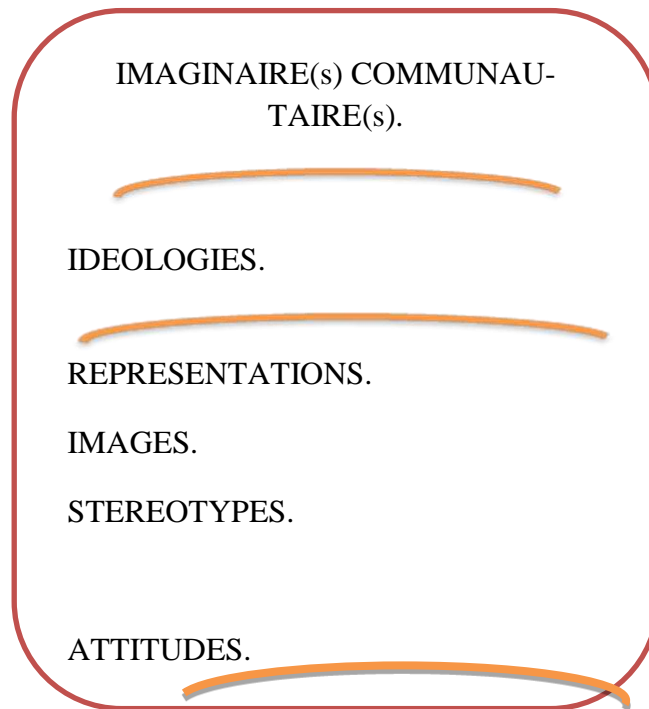 IMAGINAIRE(s) COMMUNAU-
TAIRE(s).
IDEOLOGIES.
REPRESENTATIONS.
IMAGES.
STEREOTYPES.
ATTITUDES.